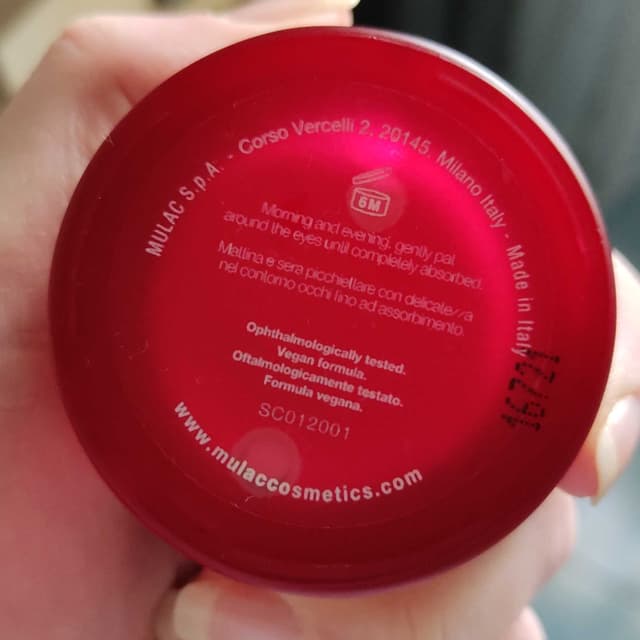 MULAC S.p.A. - Corso Vercelli 2, 20145, Milano Italy - Made in Italy
6M
Morning and evening, gently pat
around the eyes until completely absorbed.
Mattina e sera picchiettare con delicatezza
nel contorno occhi fino ad assorbimento.
Ophthalmologically tested.
Vegan formula.
Oftalmologicamente testato.
Formula vegana.
SC012001
www.mulaccosmetics.com